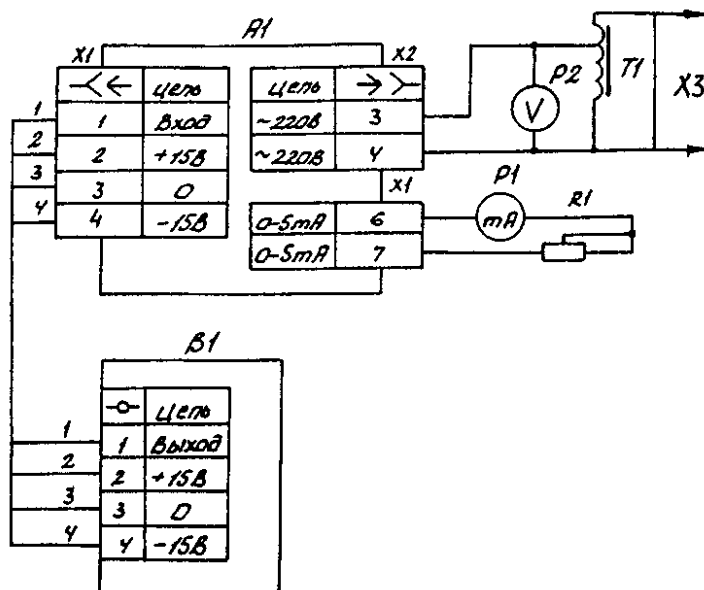 A1
X1
X2
Цепь
1 Вход
2 +15В
3 0
4 -15В
Цепь
~220В 3
~220В 4
X1
0-5mA 6
0-5mA 7
1
2
3
4
P2
V
T1
X3
P1
mA
R1
B1
Цепь
1 Выход
2 +15В
3 0
4 -15В
1
2
3
4